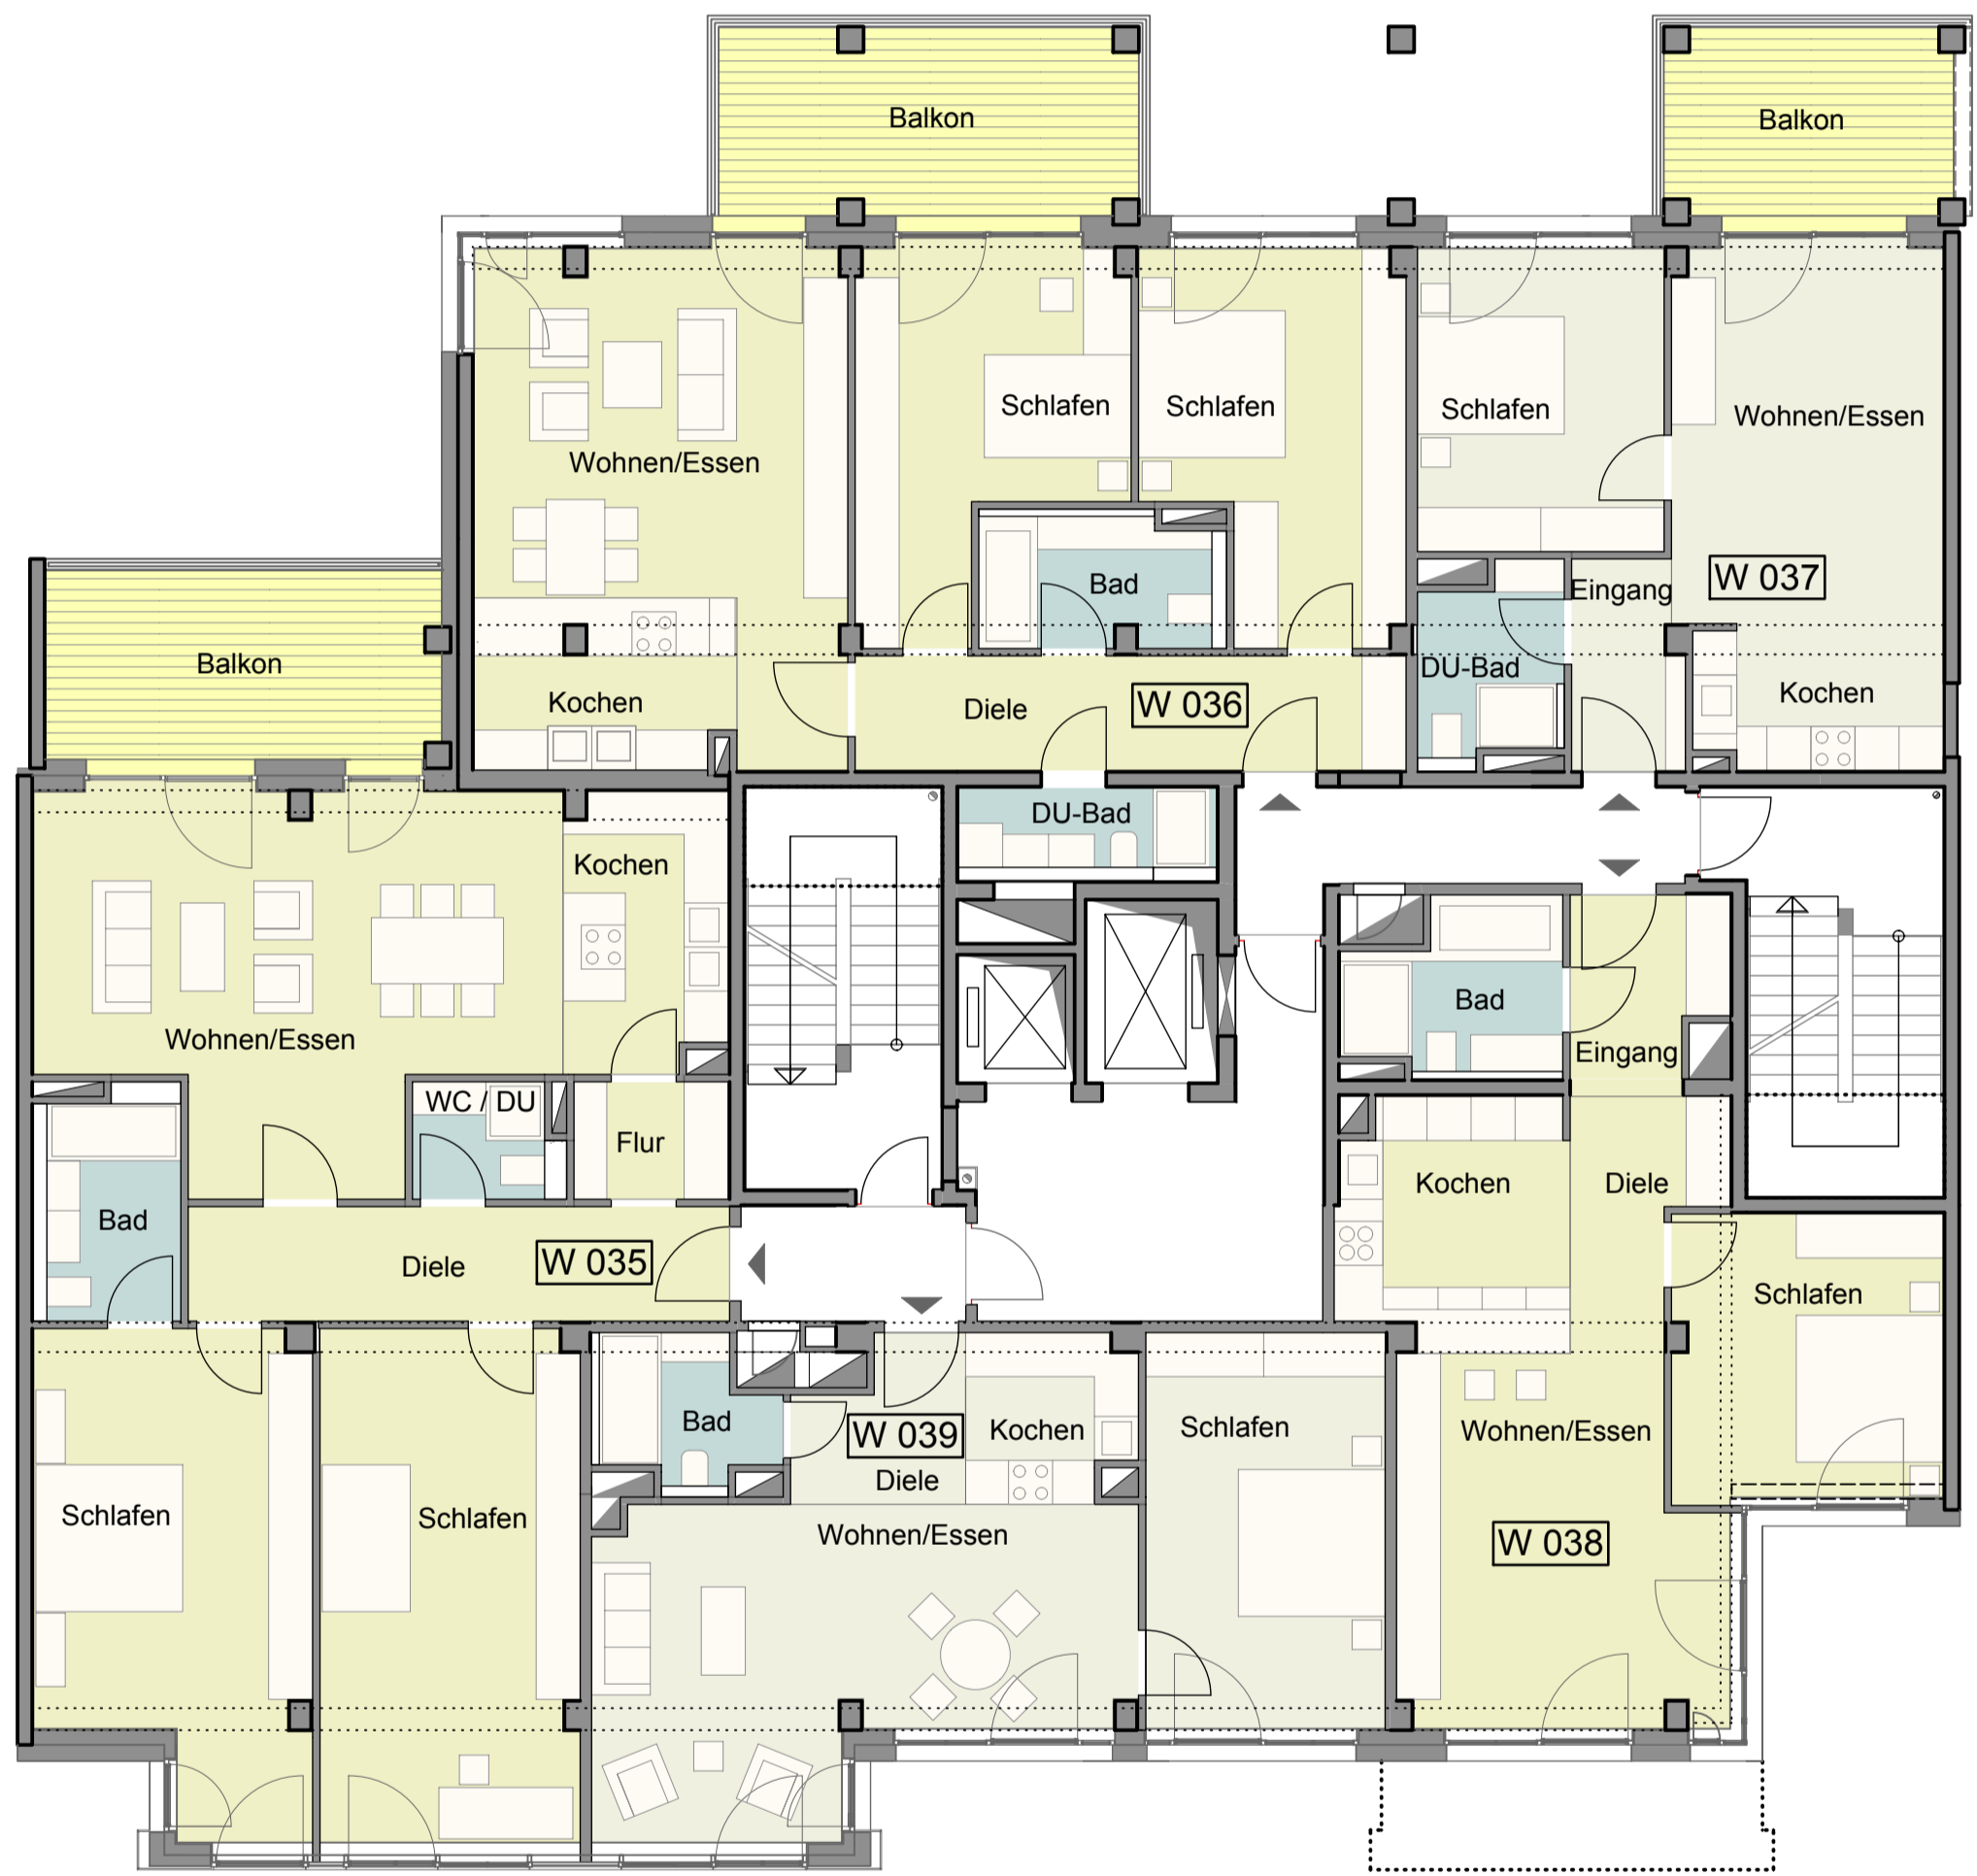 Balkon
Balkon
Schlafen
Schlafen
Schlafen
Wohnen/Essen
Wohnen/Essen
Bad
Eingang
W 037
Balkon
DU-Bad
Kochen
Kochen
Diele
W 036
DU-Bad
Kochen
Wohnen/Essen
Bad
Eingang
WC / DU
Flur
Kochen
Diele
Bad
Diele
W 035
Schlafen
Bad
W 039
Kochen
Schlafen
Wohnen/Essen
Diele
Schlafen
Schlafen
Wohnen/Essen
W 038